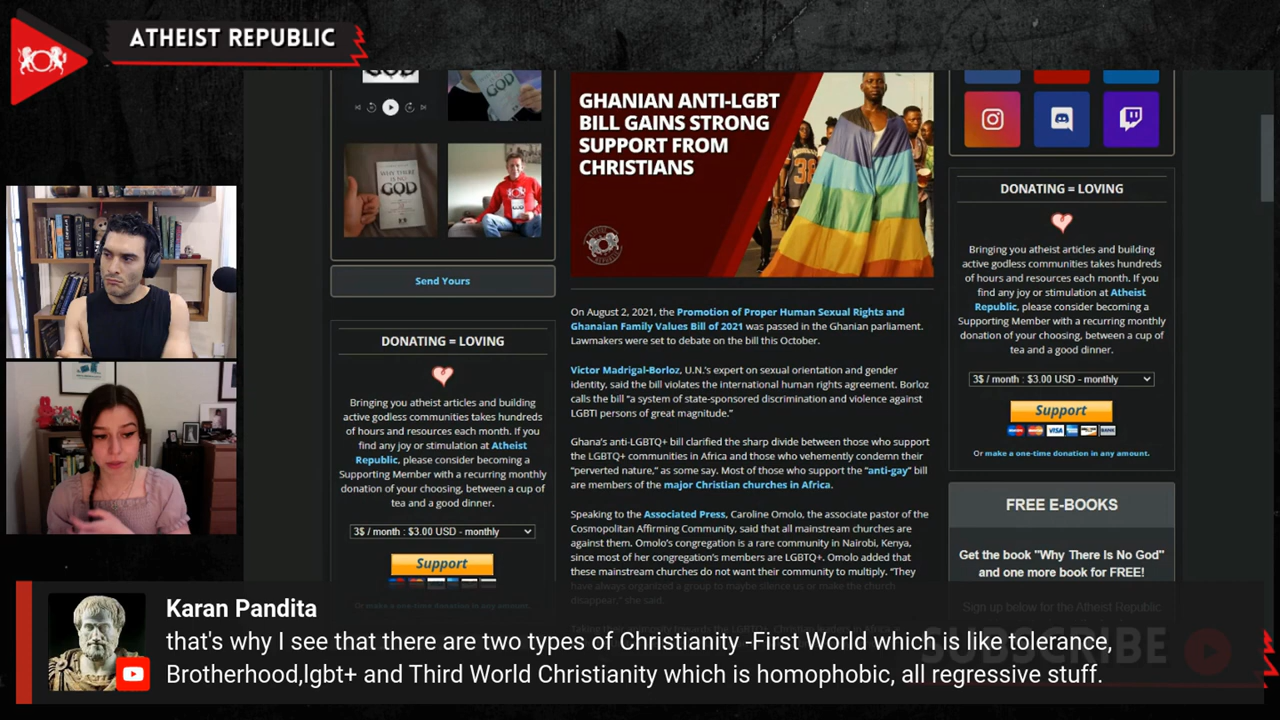 ATHEIST REPUBLIC
GOD
GOD
WHY THERE
IS NO
GOD
Send Yours
DONATING = LOVING
Bringing you atheist articles and building
active godless communities takes hundreds
of hours and resources each month. If you
find any joy or stimulation at Atheist
Republic, please consider becoming a
Supporting Member with a recurring monthly
donation of your choosing, between a cup of
tea and a good dinner.
3$ / month : $3.00 USD - monthly
Support
Or make a one-time donation in any amount.
GHANIAN ANTI-LGBT
BILL GAINS STRONG
SUPPORT FROM
CHRISTIANS
36
On August 2, 2021, the Promotion of Proper Human Sexual Rights and
Ghanaian Family Values Bill of 2021 was passed in the Ghanian parliament.
Lawmakers were set to debate on the bill this October.
Victor Madrigal-Borloz, U.N.'s expert on sexual orientation and gender
identity, said the bill violates the international human rights agreement. Borloz
calls the bill "a system of state-sponsored discrimination and violence against
LGBTI persons of great magnitude."
Ghana's anti-LGBTQ+ bill clarified the sharp divide between those who support
the LGBTQ+ communities in Africa and those who vehemently condemn their
"perverted nature," as some say. Most of those who support the "anti-gay" bill
are members of the major Christian churches in Africa.
Speaking to the Associated Press, Caroline Omolo, the associate pastor of the
Cosmopolitan Affirming Community, said that all mainstream churches are
against them. Omolo's congregation is a rare community in Nairobi, Kenya,
since most of her congregation's members are LGBTQ+. Omolo added that
these mainstream churches do not want their community to multiply. "They
have always organized a group to maybe silence us or make the church
disappear," she said.
DONATING = LOVING
Bringing you atheist articles and building
active godless communities takes hundreds
of hours and resources each month. If you
find any joy or stimulation at Atheist
Republic, please consider becoming a
Supporting Member with a recurring monthly
donation of your choosing, between a cup of
tea and a good dinner.
3$ / month : $3.00 USD - monthly
Support
VISA BANK
Or make a one-time donation in any amount.
FREE E-BOOKS
Get the book "Why There Is No God"
and one more book for FREE!
Sign up below for the Atheist Republic
SUBSCRIBE
Karan Pandita
that's why I see that there are two types of Christianity -First World which is like tolerance,
Brotherhood,lgbt+ and Third World Christianity which is homophobic, all regressive stuff.